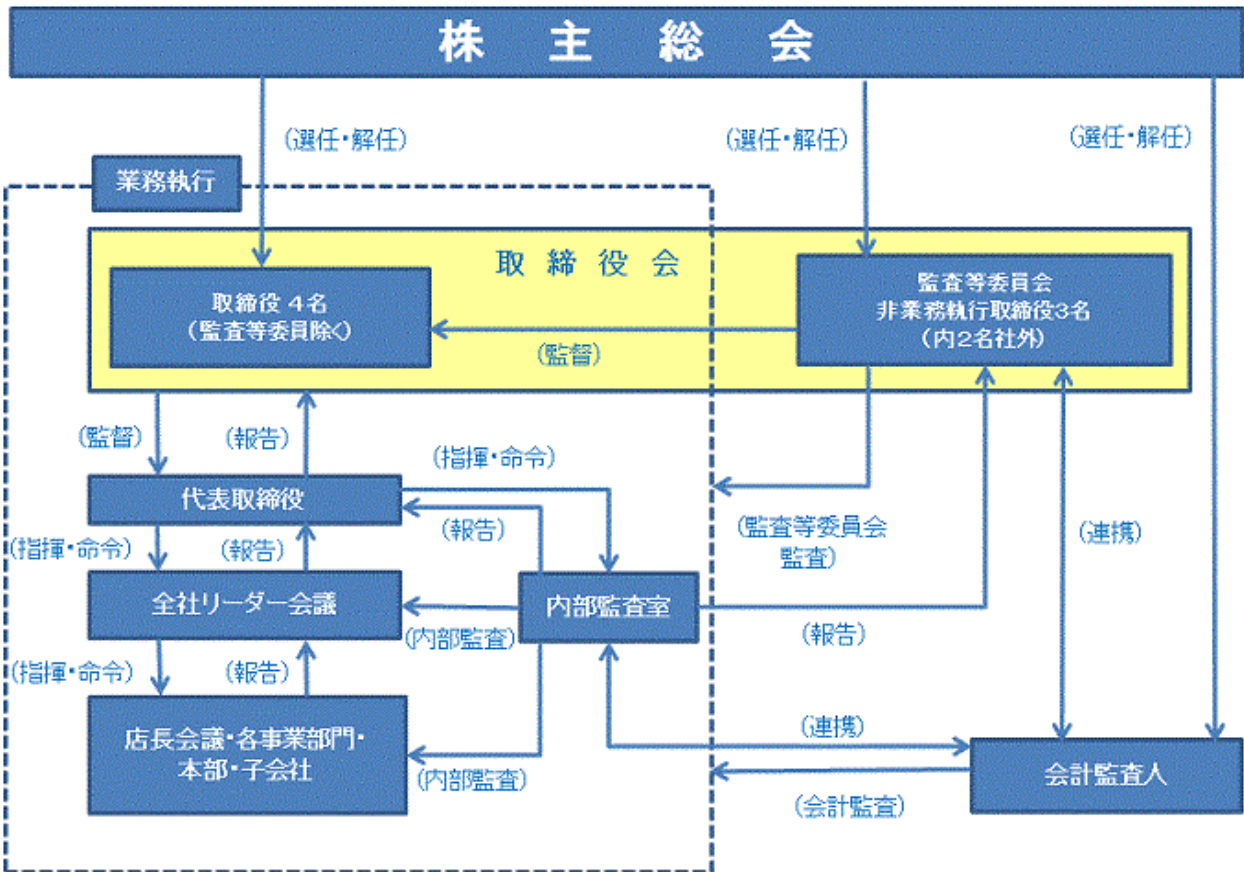 株主総会
(選任・解任)
(選任・解任)
(選任・解任)
業務執行
取締役会
取締役 4名
(監査等委員除く)
監査等委員会
非業務執行取締役3名
(内2名社外)
(監督)
(監督)
(報告)
(指揮・命令)
代表取締役
(報告)
(監査等委員会
監査)
(連携)
(指揮・命令)
(報告)
全社リーダー会議
内部監査室
(内部監査)
(報告)
(指揮・命令)
(報告)
店長会議・各事業部門・
本部・子会社
(内部監査)
(連携)
会計監査人
(会計監査)